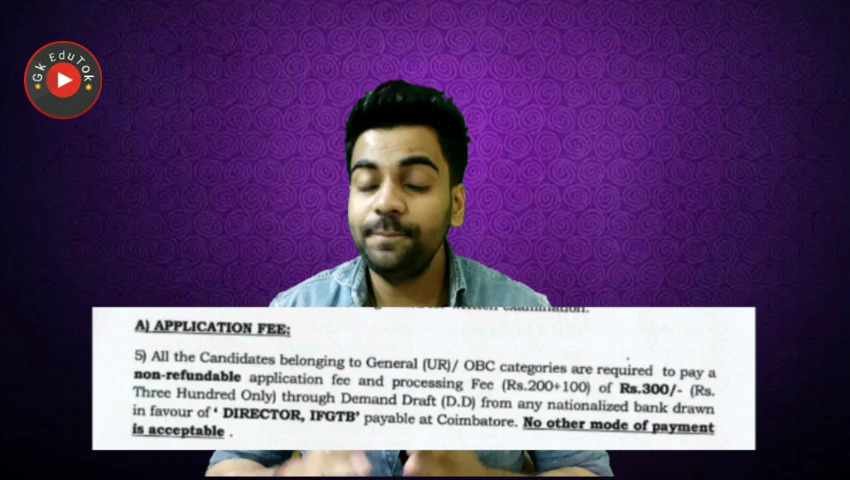 Gk EduTok
examination.
A) APPLICATION FEE:
5) All the Candidates belonging to General (UR)/ OBC categories are required to pay a
non-refundable application fee and processing Fee (Rs.200+100) of Rs.300/- (Rs.
Three Hundred Only) through Demand Draft (D.D) from any nationalized bank drawn
in favour of ‘ DIRECTOR, IFGTB’ payable at Coimbatore. No other mode of payment
is acceptable .